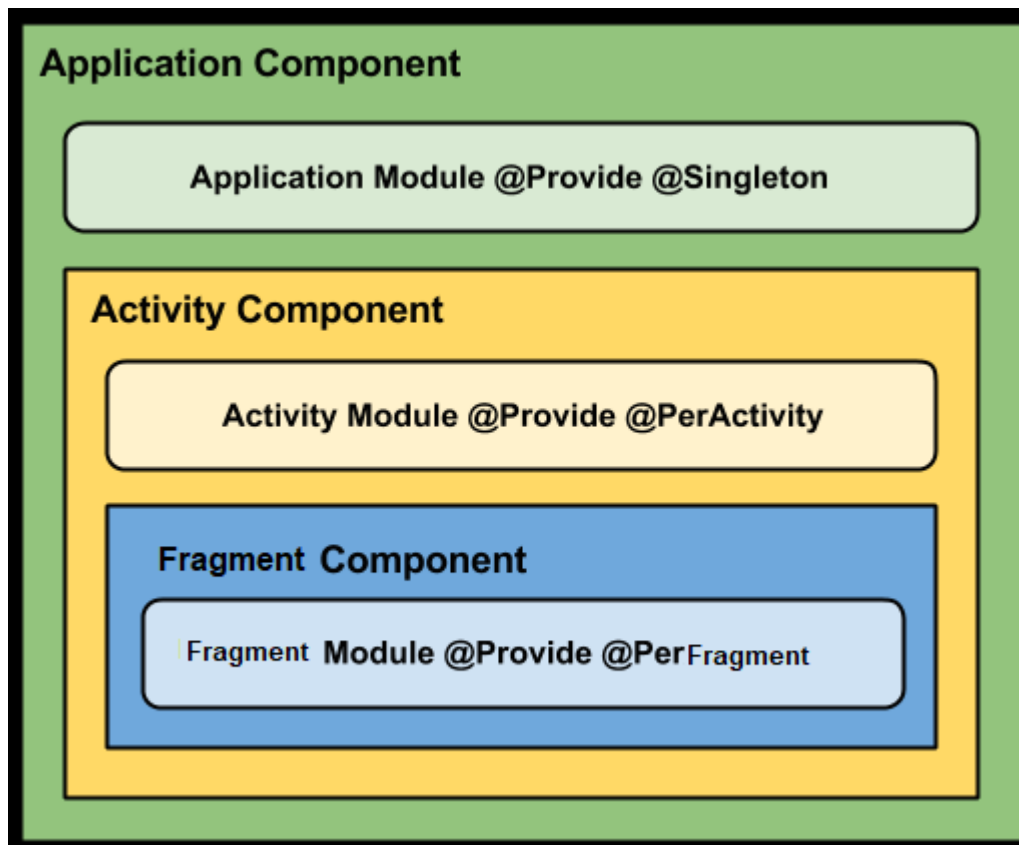 Application Component
Application Module @Provide @Singleton
Activity Component
Activity Module @Provide @PerActivity
Fragment Component
Fragment Module @Provide @PerFragment